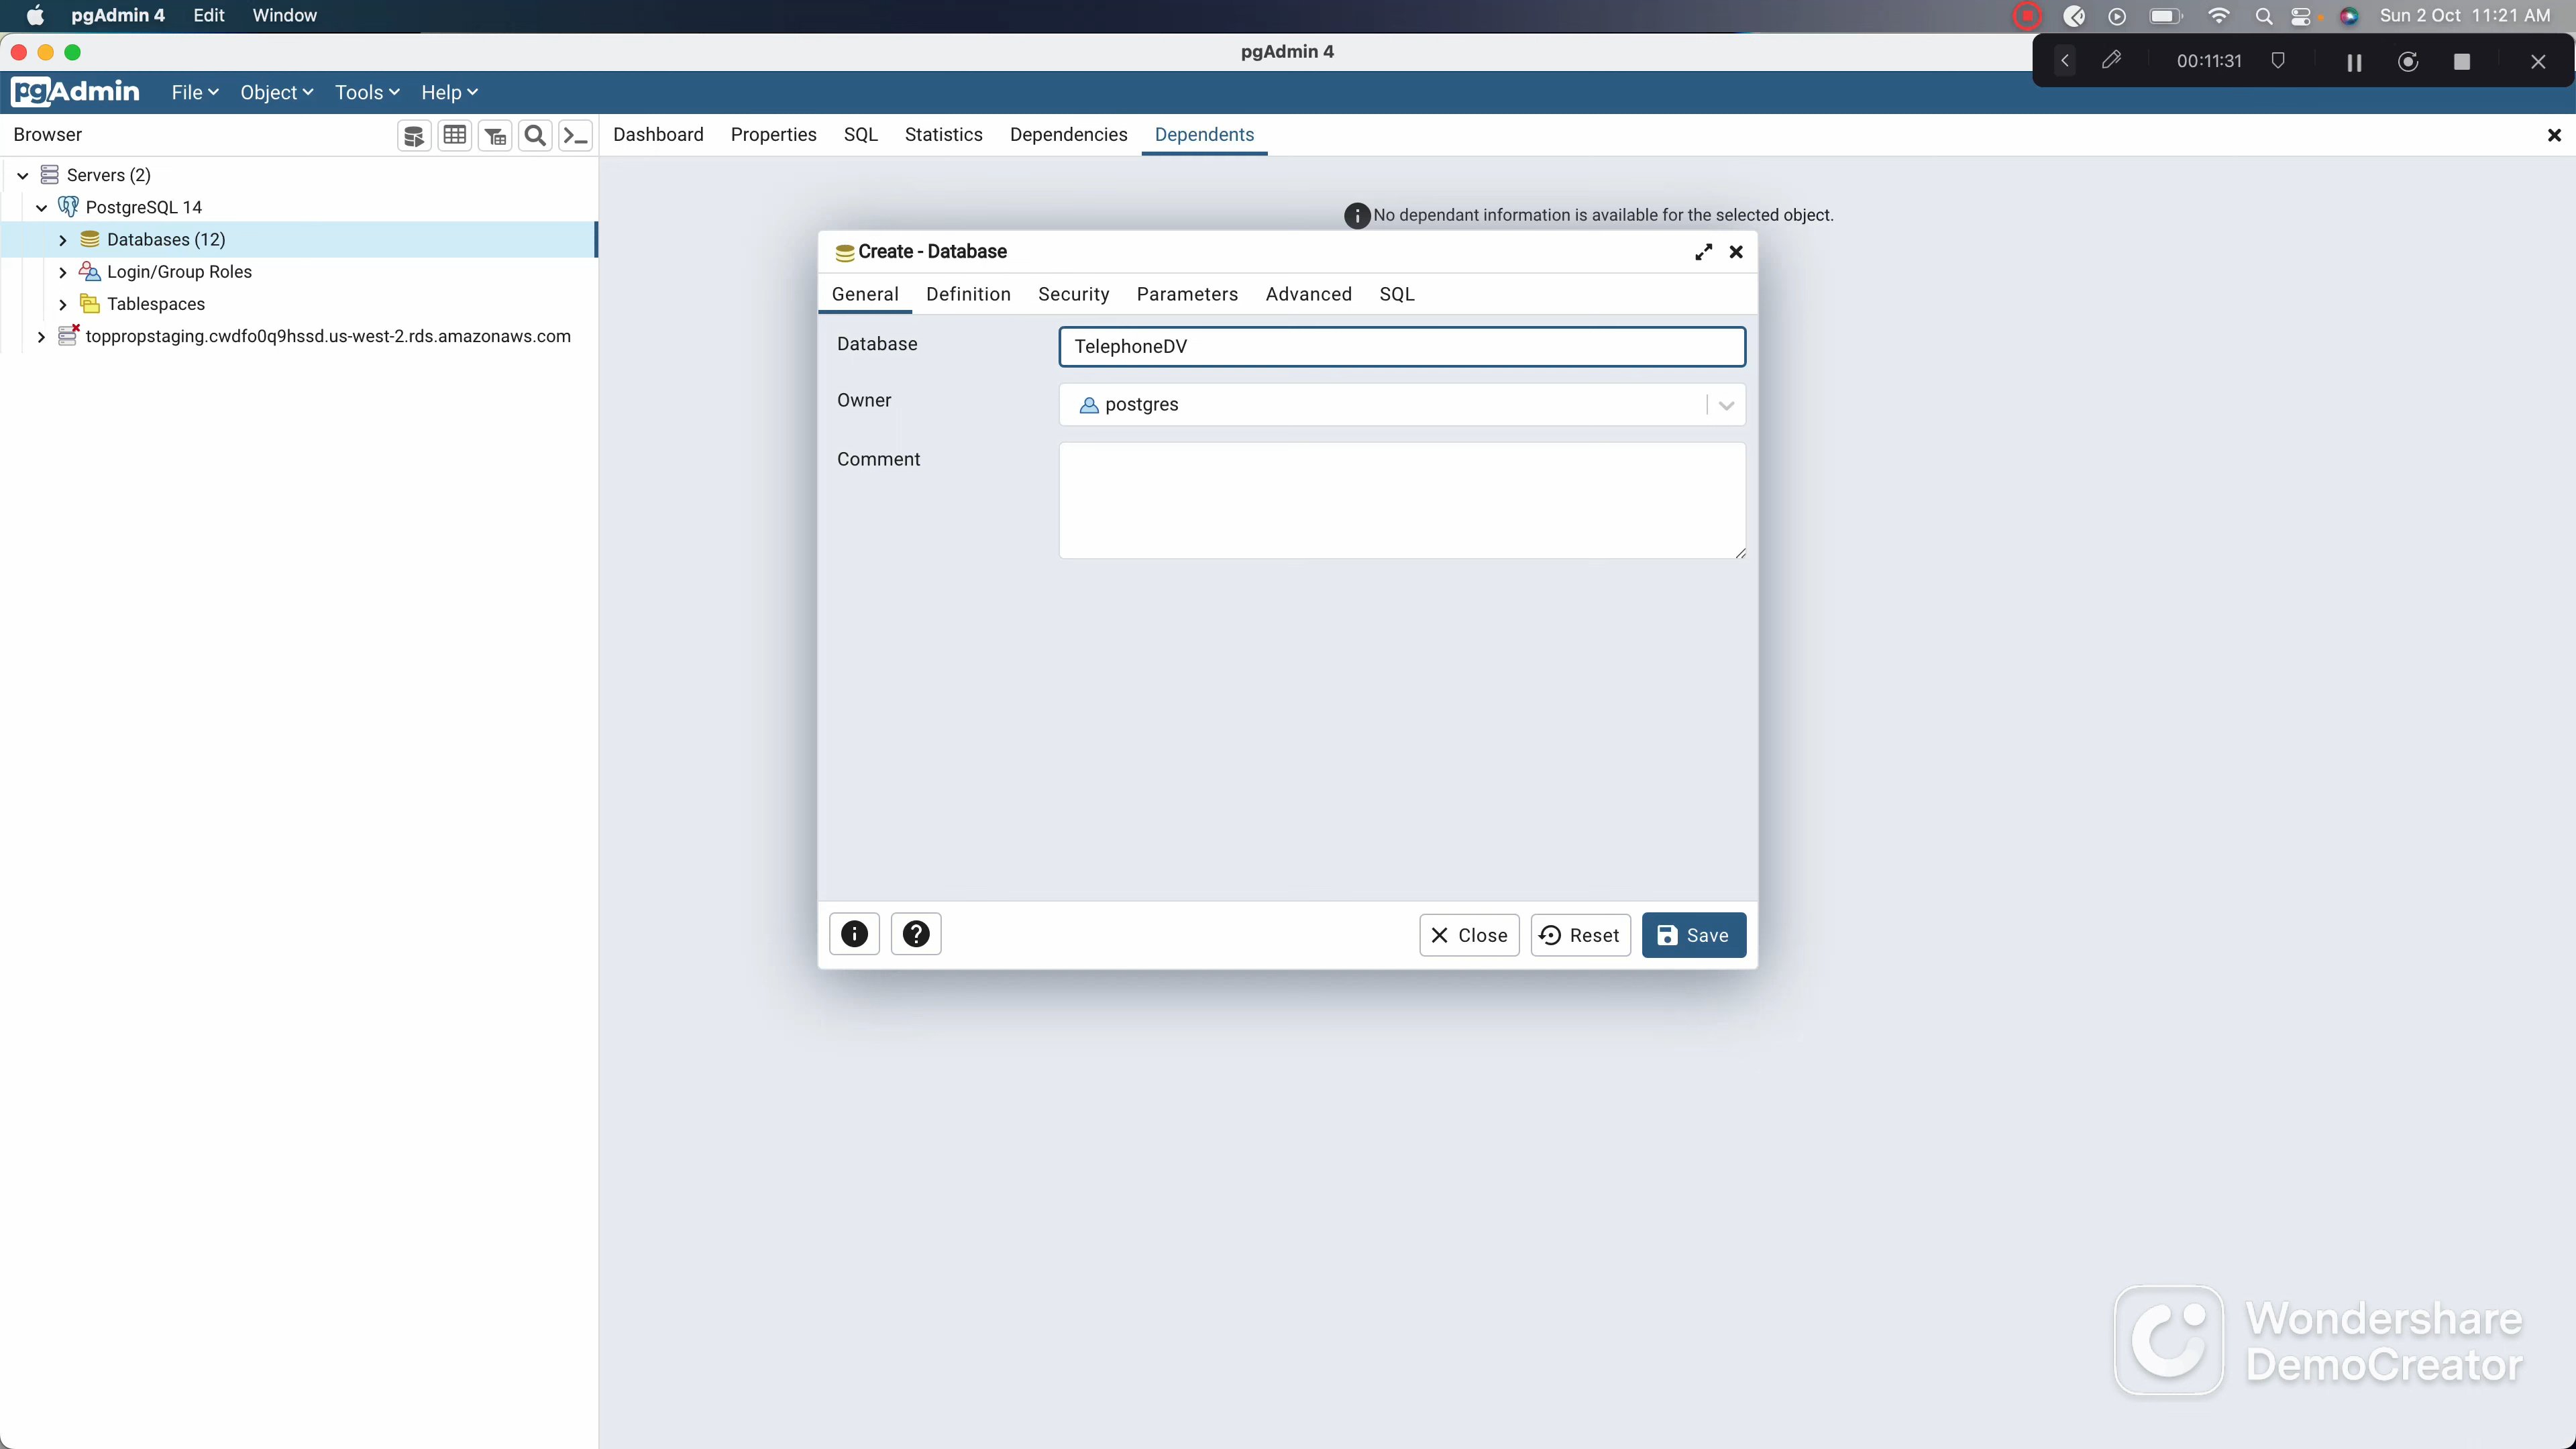 pgAdmin 4 Edit Window Sun 2 Oct 11:21 AM
pgAdmin 4
00:11:31
pgAdmin File Object Tools Help
Browser
Dashboard Properties SQL Statistics Dependencies Dependents
Servers (2)
PostgreSQL 14
Databases (12)
Login/Group Roles
Tablespaces
toppropstaging.cwdfo0q9hssd.us-west-2.rds.amazonaws.com
No dependant information is available for the selected object.
Create - Database
General Definition Security Parameters Advanced SQL
Database TelephoneDV
Owner postgres
Comment
Close Reset Save
Wondershare
DemoCreator